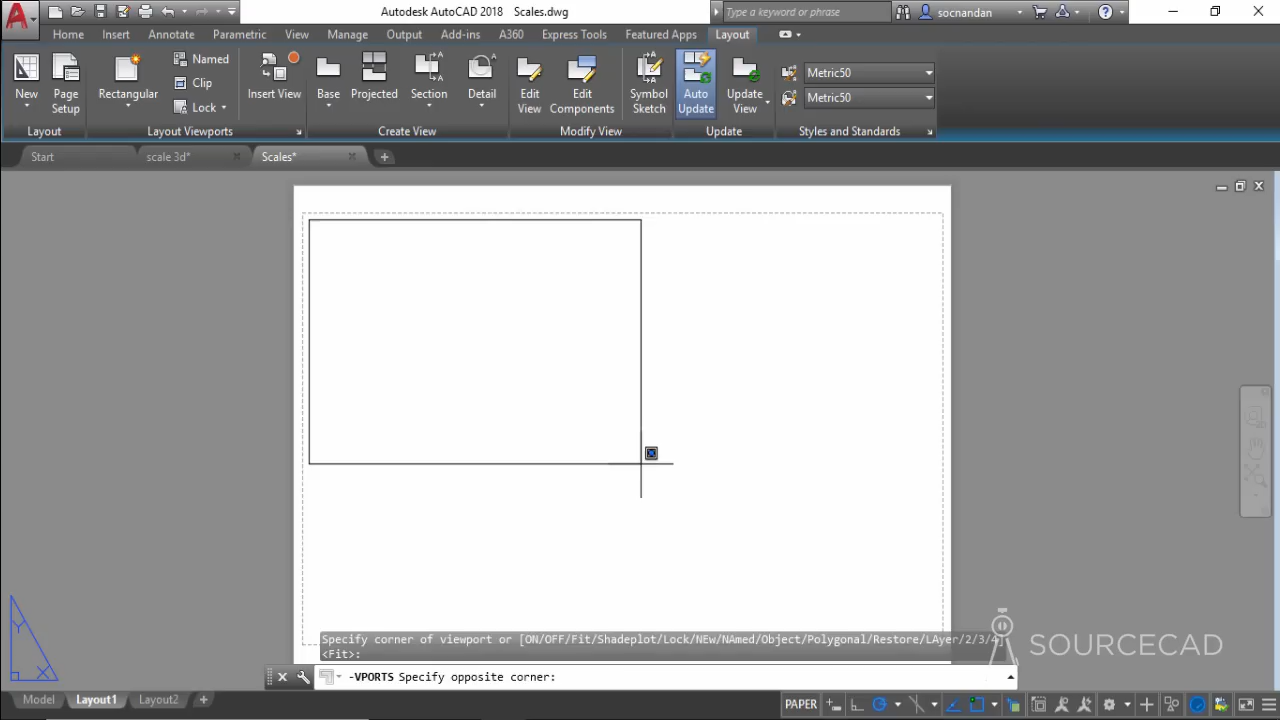 Autodesk AutoCAD 2018 Scales.dwg
Type a keyword or phrase
socnandan
Home Insert Annotate Parametric View Manage Output Add-ins A360 Express Tools Featured Apps Layout
New
Page Setup
Rectangular
Named
Clip
Lock
Insert View
Base
Projected
Section
Detail
Edit View
Edit Components
Symbol Sketch
Auto Update
Update View
Metric50
Metric50
Layout Layout Viewports Create View Modify View Update Styles and Standards
Start scale 3d* Scales*
Specify corner of viewport or [ON/OFF/Fit/Shadeplot/Lock/NEw/NAmed/Object/Polygonal/Restore/LAyer/2/3/4]
<Fit>:
-VPORTS Specify opposite corner:
SOURCECAD
Y
X
Model Layout1 Layout2
PAPER